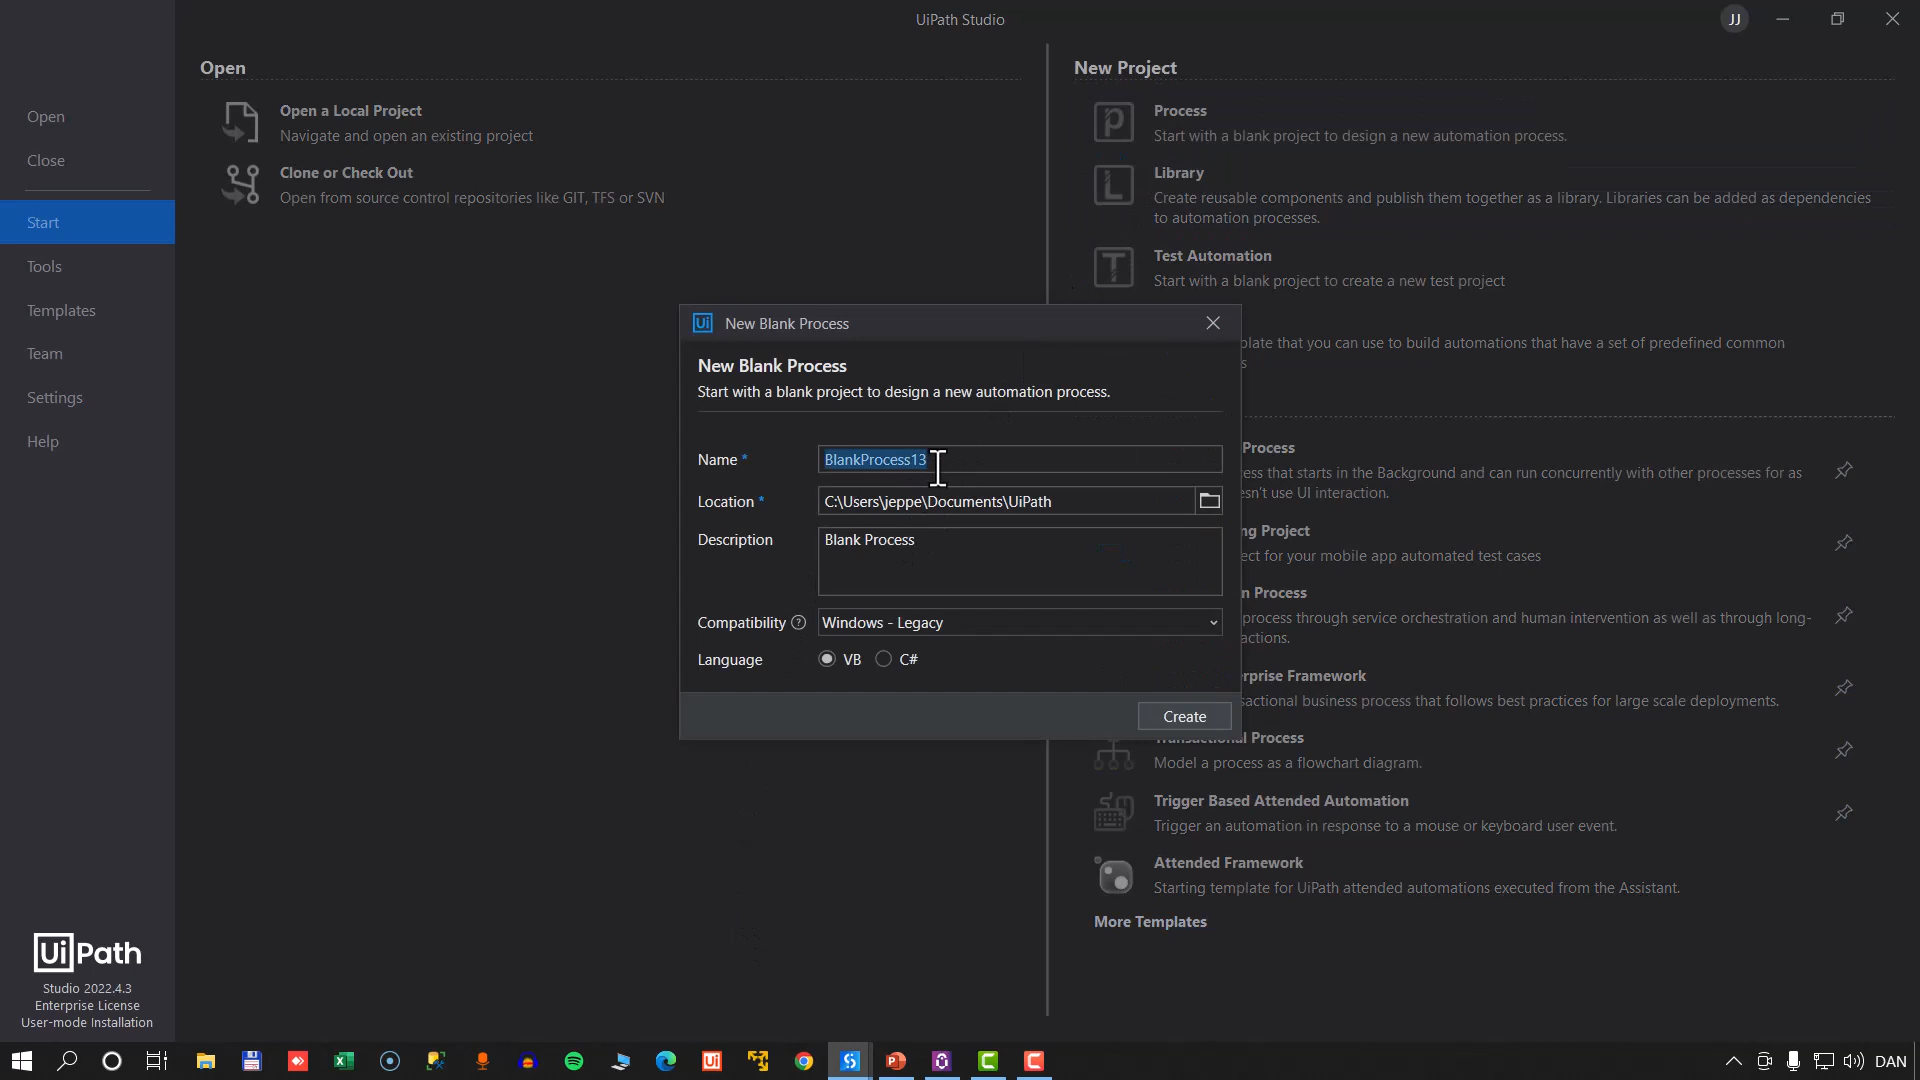 UiPath Studio
JJ
Open
Close
Start
Tools
Templates
Team
Settings
Help
Open
Open a Local Project
Navigate and open an existing project
Clone or Check Out
Open from source control repositories like GIT, TFS or SVN
New Project
Process
Start with a blank project to design a new automation process.
Library
Create reusable components and publish them together as a library. Libraries can be added as dependencies
to automation processes.
Test Automation
Start with a blank project to create a new test project
that you can use to build automations that have a set of predefined common
Ui New Blank Process
New Blank Process
Start with a blank project to design a new automation process.
Name *
BlankProcess13
Location *
C:\Users\jeppe\Documents\UiPath
Description
Blank Process
Compatibility ?
Windows - Legacy
Language
VB
C#
Create
Process
that starts in the Background and can run concurrently with other processes for as
use UI interaction.
Project
for your mobile app automated test cases
Process
process through service orchestration and human intervention as well as through long-
Framework
business process that follows best practices for large scale deployments.
Transactional Process
Model a process as a flowchart diagram.
Trigger Based Attended Automation
Trigger an automation in response to a mouse or keyboard user event.
Attended Framework
Starting template for UiPath attended automations executed from the Assistant.
More Templates
UiPath
Studio 2022.4.3
Enterprise License
User-mode Installation
DAN